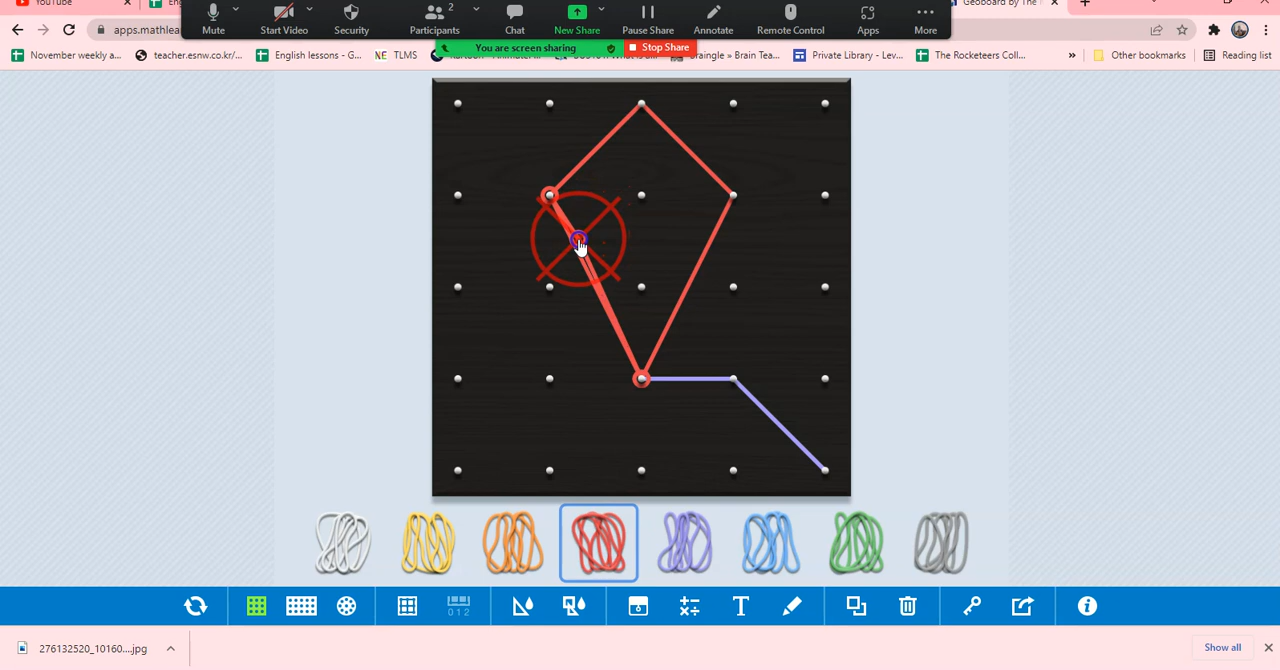 YouTube
Geoboard by The
2
Mute
Start Video
Security
Participants
Chat
New Share
Pause Share
Annotate
Remote Control
Apps
More
apps.mathlea
You are screen sharing
Stop Share
November weekly a...
teacher.esnw.co.kr/...
English lessons - G...
TLMS
Braingle » Brain Tea...
Private Library - Lev...
The Rocketeers Coll...
»
Other bookmarks
Reading list
0 1 2
T
276132520_10160....jpg
Show all